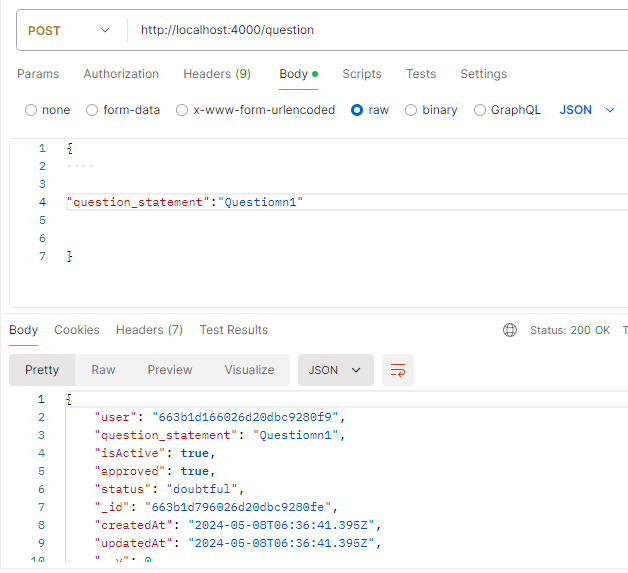 POST http://localhost:4000/question
Params Authorization Headers (9) Body Scripts Tests Settings
none form-data x-www-form-urlencoded raw binary GraphQL JSON
1 {
2
3
4 "question_statement":"Questiomn1"
5
6
7 }
Body Cookies Headers (7) Test Results Status: 200 OK
Pretty Raw Preview Visualize JSON
1 {
2 "user": "663b1d166026d20dbc9280f9",
3 "question_statement": "Questiomn1",
4 "isActive": true,
5 "approved": true,
6 "status": "doubtful",
7 "_id": "663b1d796026d20dbc9280fe",
8 "createdAt": "2024-05-08T06:36:41.395Z",
9 "updatedAt": "2024-05-08T06:36:41.395Z",
10 "__v": 0